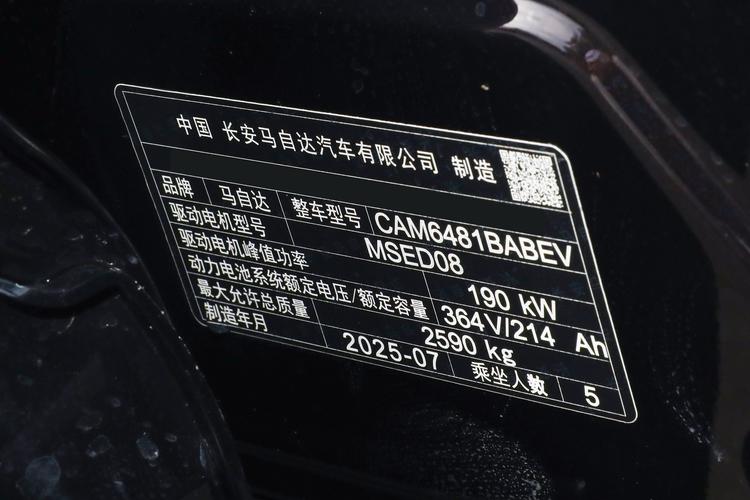 中国 长安马自达汽车有限公司 制造
品牌 马自达 整车型号 CAM6481BABEV
驱动电机型号 MSED08
驱动电机峰值功率 190 kW
动力电池系统额定电压/额定容量 364V/214 Ah
最大允许总质量 2590 kg
制造年月 2025-07 乘坐人数 5